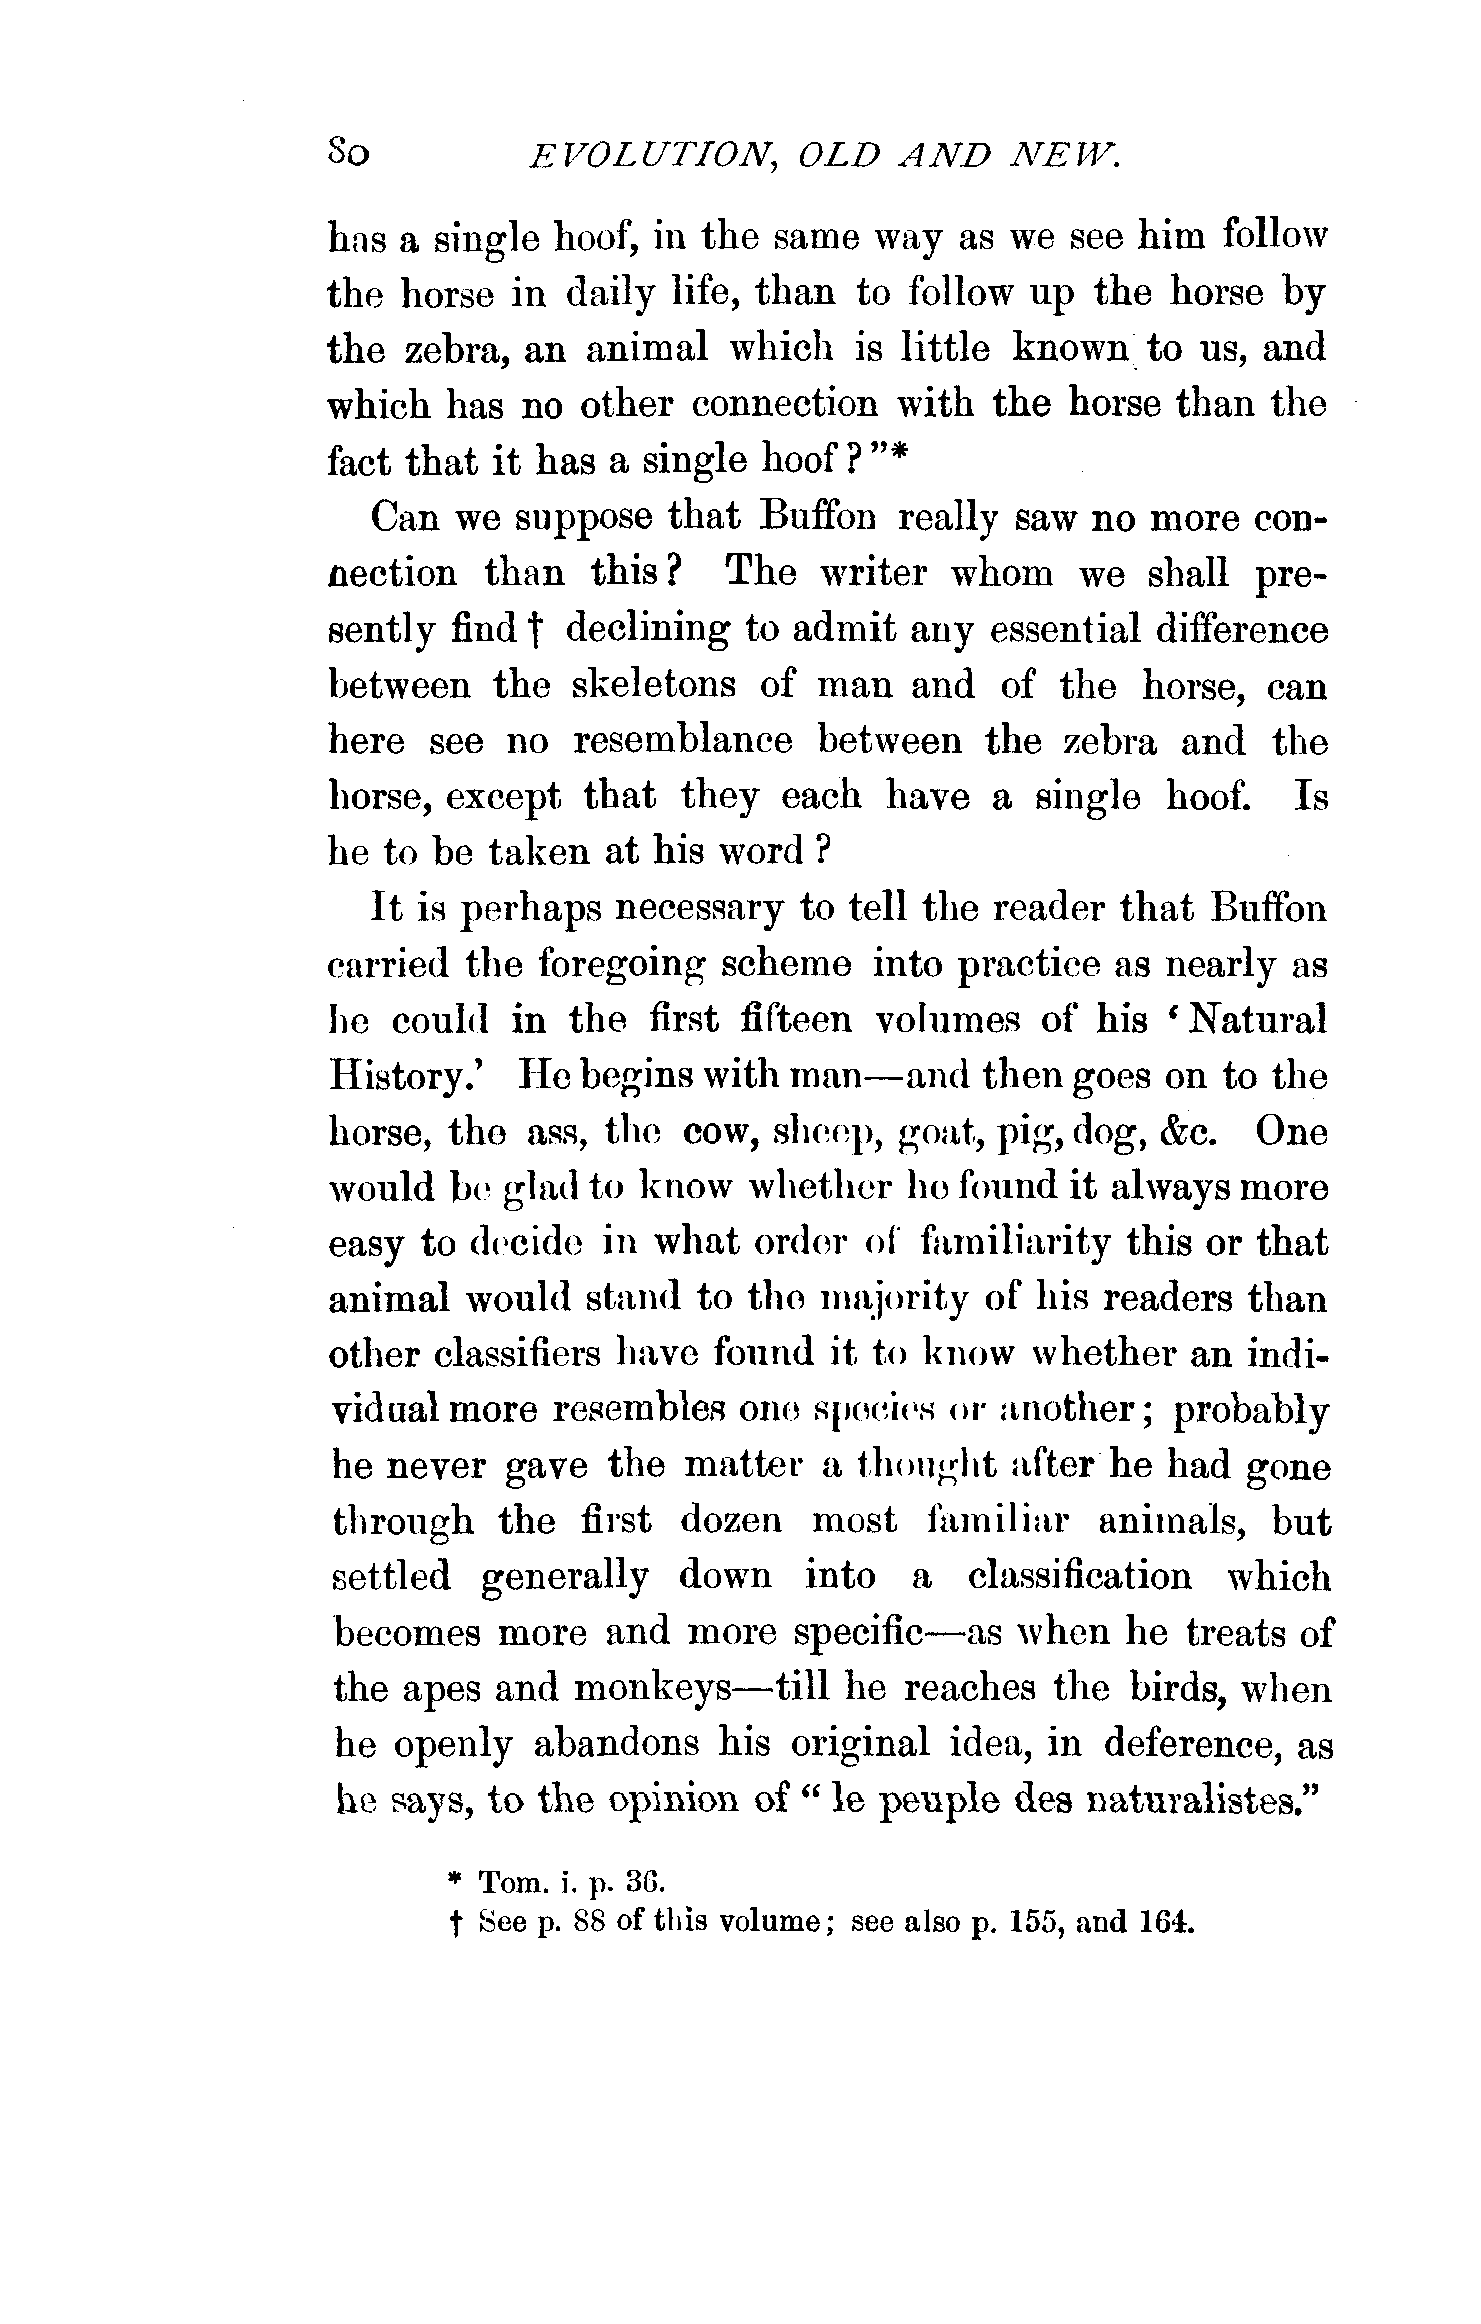 80 EVOLUTION, OLD AND NEW.
has a single hoof, in the same way as we see him follow
the horse in daily life, than to follow up the horse by
the zebra, an animal which is little known to us, and
which has no other connection with the horse than the
fact that it has a single hoof?"*
Can we suppose that Buffon really saw no more con-
nection than this? The writer whom we shall pre-
sently find † declining to admit any essential difference
between the skeletons of man and of the horse, can
here see no resemblance between the zebra and the
horse, except that they each have a single hoof. Is
he to be taken at his word?
It is perhaps necessary to tell the reader that Buffon
carried the foregoing scheme into practice as nearly as
he could in the first fifteen volumes of his ‘Natural
History.’ He begins with man—and then goes on to the
horse, the ass, the cow, sheep, goat, pig, dog, &c. One
would be glad to know whether he found it always more
easy to decide in what order of familiarity this or that
animal would stand to the majority of his readers than
other classifiers have found it to know whether an indi-
vidual more resembles one species or another; probably
he never gave the matter a thought after he had gone
through the first dozen most familiar animals, but
settled generally down into a classification which
becomes more and more specific—as when he treats of
the apes and monkeys—till he reaches the birds, when
he openly abandons his original idea, in deference, as
he says, to the opinion of “le peuple des naturalistes.”
* Tom. i. p. 36.
† See p. 88 of this volume; see also p. 155, and 164.